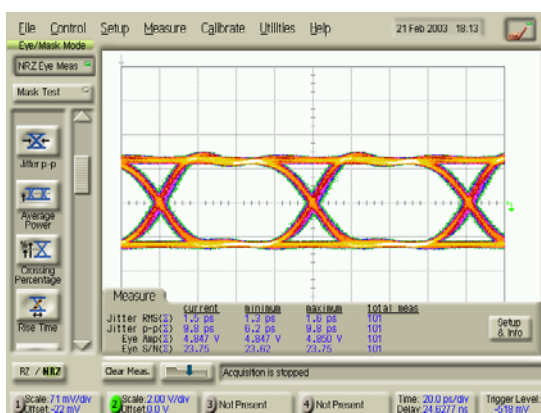 File Control Setup Measure Calibrate Utilities Help 21 Feb 2003 18:13
Eye/Mask Mode
NRZ Eye Meas
Mask Test
Jitter p-p
Average
Power
Crossing
Percentage
Rise Time
Measure
current minimum maximum total meas
Jitter RMS(Σ) 1.5 ps 1.3 ps 1.6 ps 101
Jitter p-p(Σ) 9.8 ps 6.2 ps 9.8 ps 101
Eye Amp(Σ) 4.847 V 4.847 V 4.850 V 101
Eye S/N(Σ) 23.75 23.62 23.75 101
Setup
& Info
RZ / NRZ
Clear Meas.
Acquisition is stopped
1 Scale:71 mV/div
Offset:-22 mV
2 Scale:2.00 V/div
Offset:0.0 V
3 Not Present
4 Not Present
Time: 20.0 ps/div
Delay:24.6277 ns
Trigger Level:
-518 mV